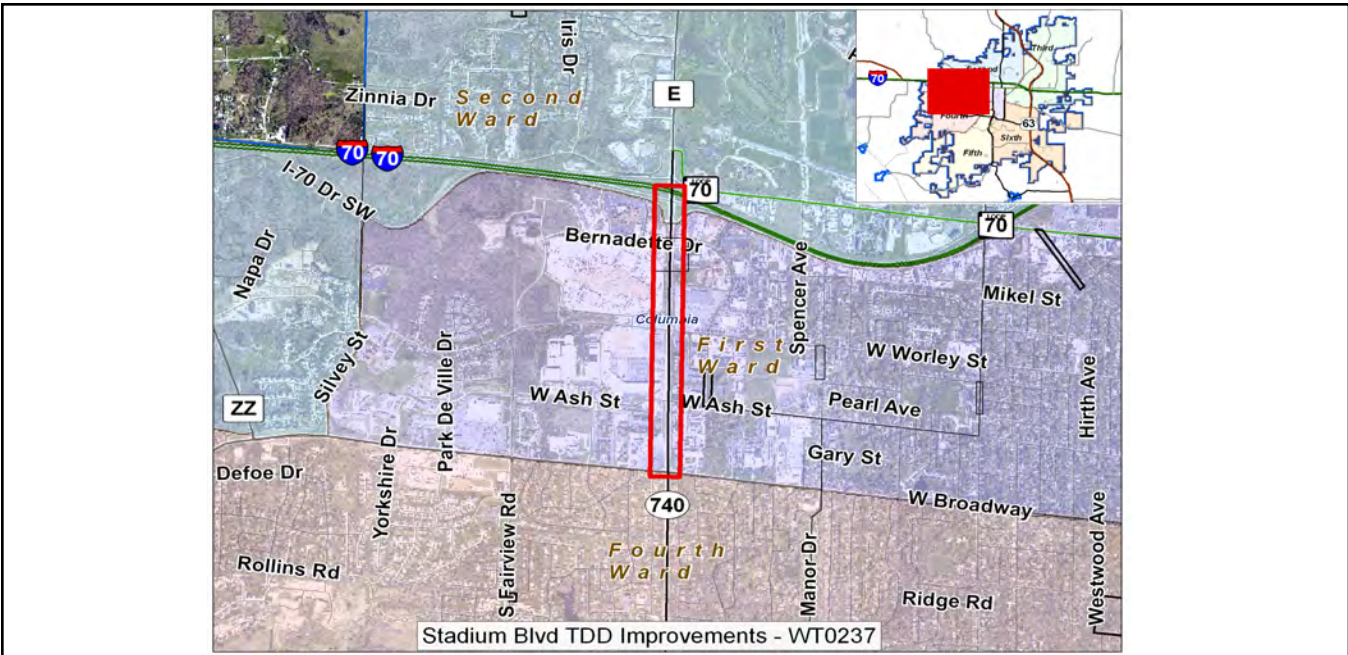 Iris Dr
Zinnia Dr
Second
Ward
E
70
70
I-70 Dr SW
70
70
Bernadette Dr
Napa Dr
Spencer Ave
Mikel St
Columbia
First
Ward
W Worley St
Silvey St
Park De Ville Dr
W Ash St
W Ash St
Pearl Ave
Hirth Ave
ZZ
Yorkshire Dr
Gary St
Defoe Dr
W Broadway
740
S Fairview Rd
Fourth
Ward
Manor Dr
Westwood Ave
Rollins Rd
Ridge Rd
Stadium Blvd TDD Improvements - WT0237
Third
70
Fourth
63
Sixth
Fifth